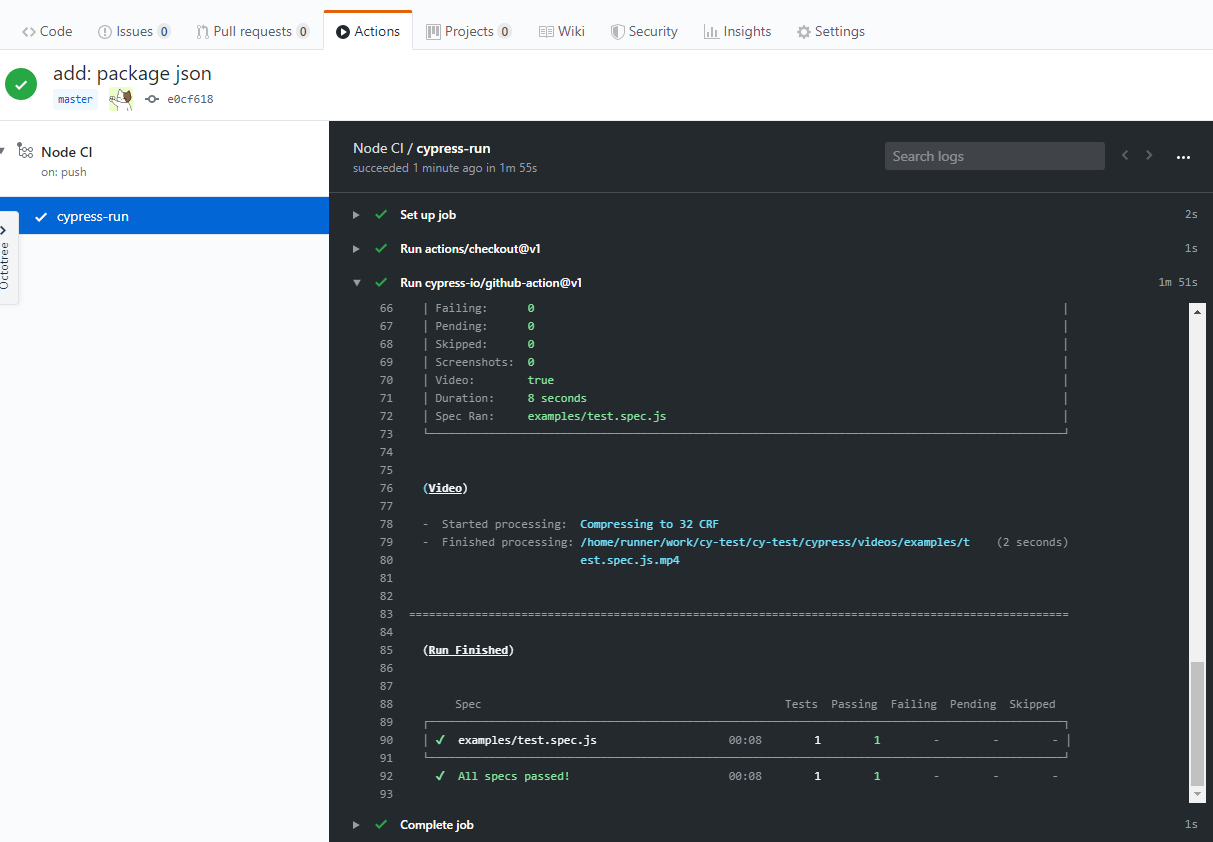 Code Issues 0 Pull requests 0 Actions Projects 0 Wiki Security Insights Settings
add: package json
master e0cf618
Node CI
on: push
cypress-run
Octotree
Node CI / cypress-run
succeeded 1 minute ago in 1m 55s
Search logs
Set up job 2s
Run actions/checkout@v1 1s
Run cypress-io/github-action@v1 1m 51s
66 | Failing: 0 |
67 | Pending: 0 |
68 | Skipped: 0 |
69 | Screenshots: 0 |
70 | Video: true |
71 | Duration: 8 seconds |
72 | Spec Ran: examples/test.spec.js |
73
74
75
76 (Video)
77
78 - Started processing: Compressing to 32 CRF
79 - Finished processing: /home/runner/work/cy-test/cy-test/cypress/videos/examples/t (2 seconds)
80 est.spec.js.mp4
81
82
83 ====================================================================================================
84
85 (Run Finished)
86
87
88 Spec Tests Passing Failing Pending Skipped
89
90 | ✓ examples/test.spec.js 00:08 1 1 - - - |
91
92 ✓ All specs passed! 00:08 1 1 - - -
93
Complete job 1s